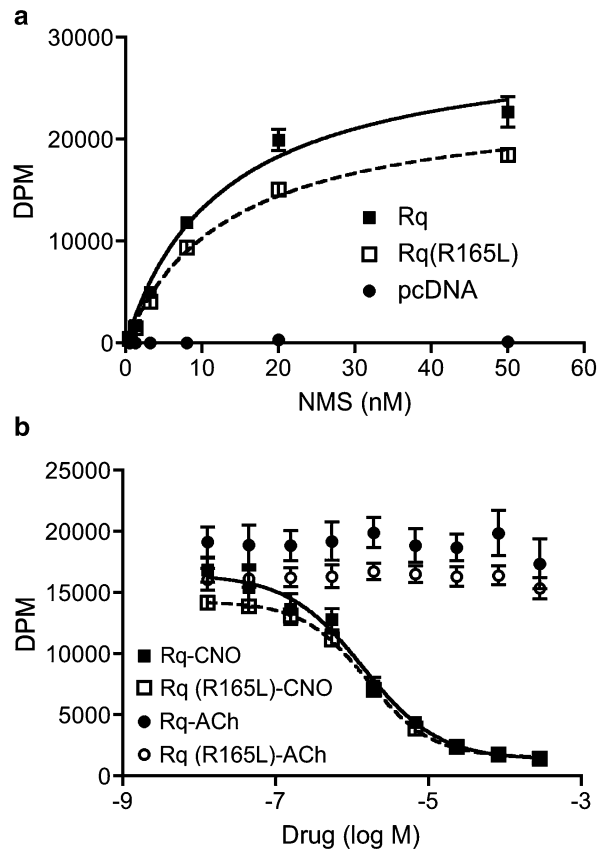 a
30000
20000
10000
0
DPM
Rq
Rq(R165L)
pcDNA
0 10 20 30 40 50 60
NMS (nM)
b
25000
20000
15000
10000
5000
0
DPM
Rq-CNO
Rq (R165L)-CNO
Rq-ACh
Rq (R165L)-ACh
-9 -7 -5 -3
Drug (log M)